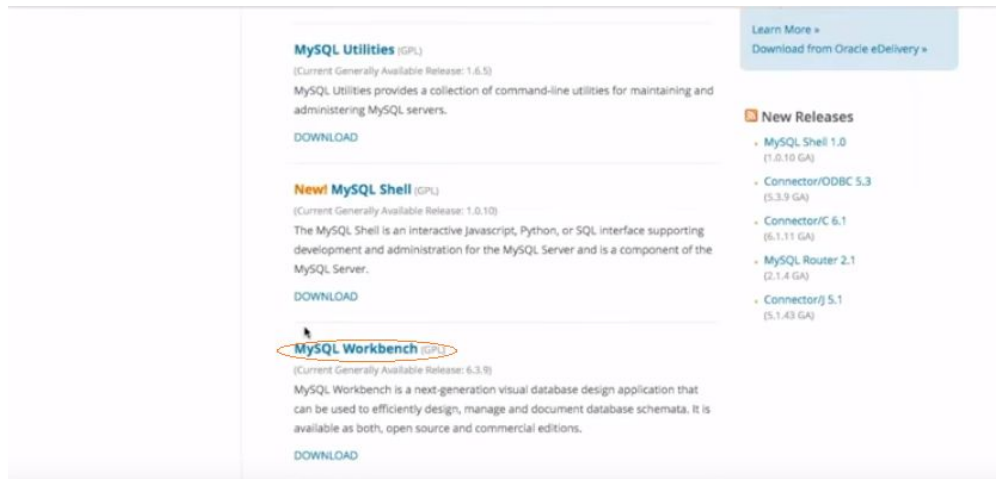 MySQL Utilities (GPL)
(Current Generally Available Release: 1.6.5)
MySQL Utilities provides a collection of command-line utilities for maintaining and
administering MySQL servers.
DOWNLOAD
New! MySQL Shell (GPL)
(Current Generally Available Release: 1.0.10)
The MySQL Shell is an interactive Javascript, Python, or SQL interface supporting
development and administration for the MySQL Server and is a component of the
MySQL Server.
DOWNLOAD
MySQL Workbench (GPL)
(Current Generally Available Release: 6.3.9)
MySQL Workbench is a next-generation visual database design application that
can be used to efficiently design, manage and document database schemata. It is
available as both, open source and commercial editions.
DOWNLOAD
Learn More »
Download from Oracle eDelivery »
New Releases
MySQL Shell 1.0
(1.0.10 GA)
Connector/ODBC 5.3
(5.3.9 GA)
Connector/C 6.1
(6.1.11 GA)
MySQL Router 2.1
(2.1.4 GA)
Connector/J 5.1
(5.1.43 GA)